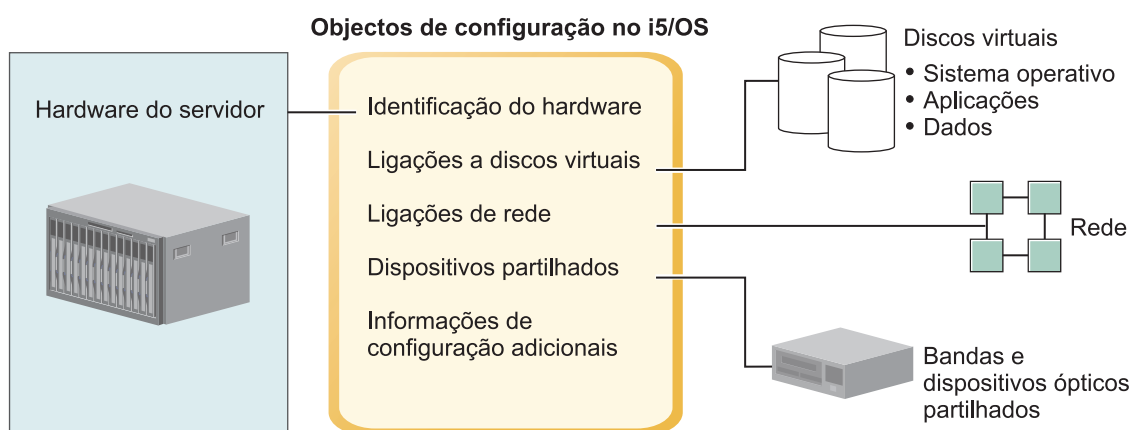 Objectos de configuração no i5/OS
Hardware do servidor
Identificação do hardware
Ligações a discos virtuais
Ligações de rede
Dispositivos partilhados
Informações de
configuração adicionais
Discos virtuais
• Sistema operativo
• Aplicações
• Dados
Rede
Bandas e
dispositivos ópticos
partilhados